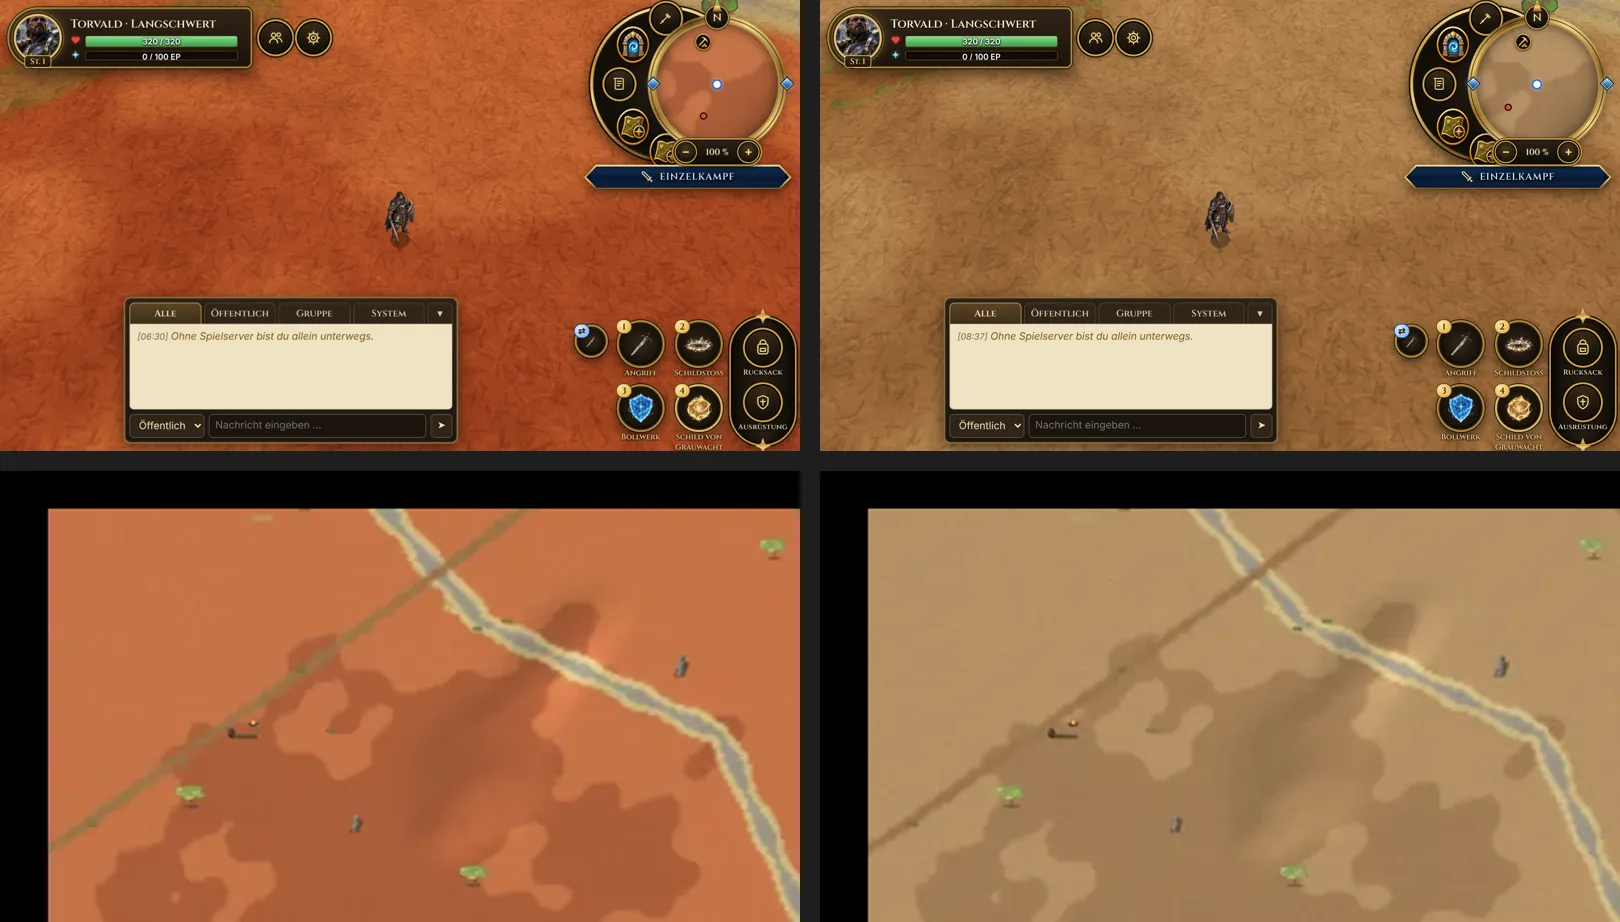 TORVALD · LANGSCHWERT
320 / 320
0 / 100 EP
ST. 1
N
100 %
EINZELKAMPF
ALLE
ÖFFENTLICH
GRUPPE
SYSTEM
[06:30] Ohne Spielserver bist du allein unterwegs.
Öffentlich
Nachricht eingeben ...
1
2
ANGRIFF
SCHILDSTOSS
3
4
BOLLWERK
SCHILD VON
GRAUWACHT
RUCKSACK
AUSRÜSTUNG
TORVALD · LANGSCHWERT
320 / 320
0 / 100 EP
ST. 1
N
100 %
EINZELKAMPF
ALLE
ÖFFENTLICH
GRUPPE
SYSTEM
[08:37] Ohne Spielserver bist du allein unterwegs.
Öffentlich
Nachricht eingeben ...
1
2
ANGRIFF
SCHILDSTOSS
3
4
BOLLWERK
SCHILD VON
GRAUWACHT
RUCKSACK
AUSRÜSTUNG